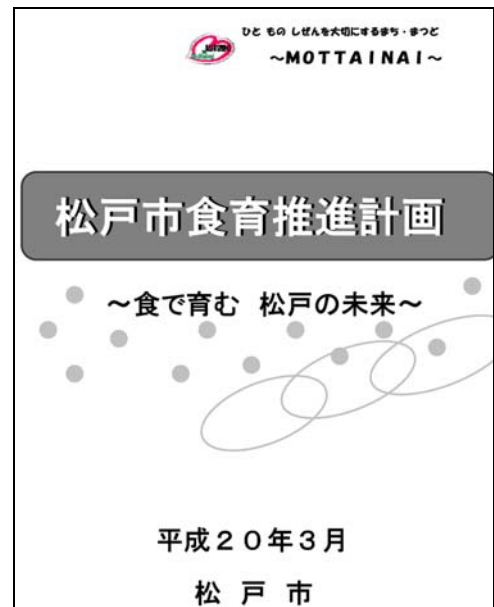 ひと もの しぜんを大切にするまち・まつど
～MOTTAINAI～
松戸市食育推進計画
～食で育む 松戸の未来～
平成２０年３月
松 戸 市